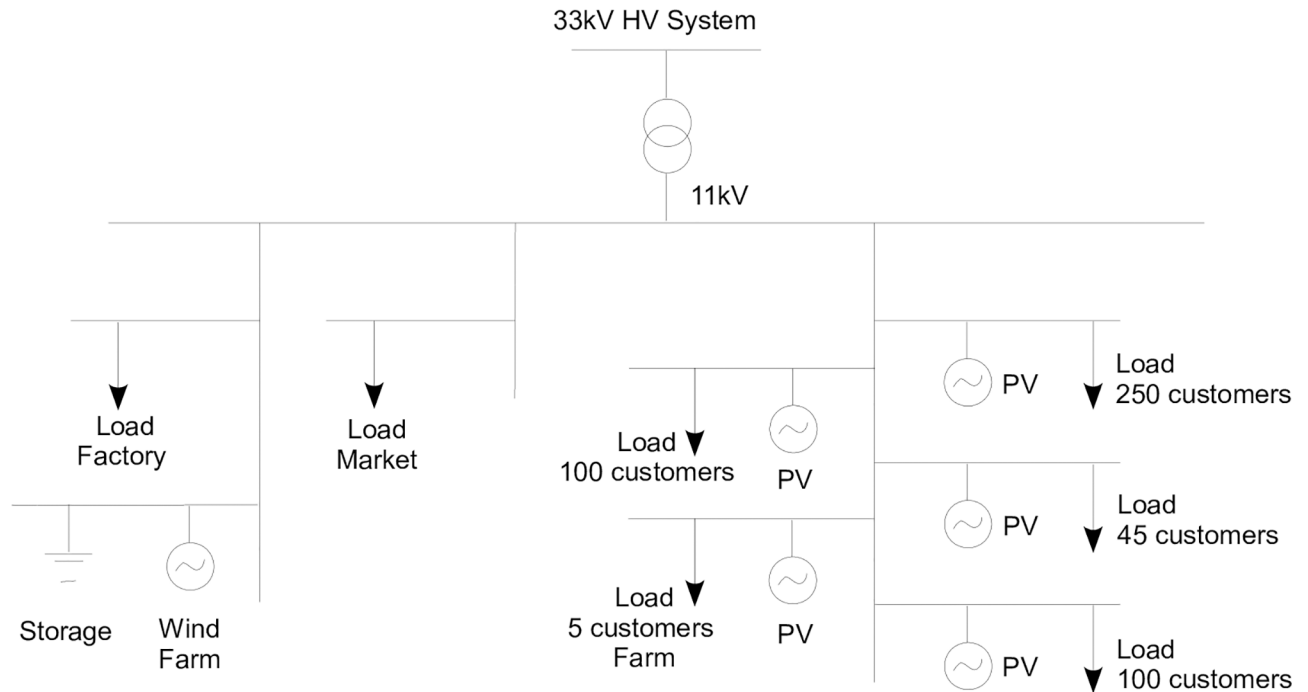 33kV HV System
11kV
Load
Factory
Load
Market
Load
100 customers
PV
PV
Load
250 customers
Storage
Wind
Farm
Load
5 customers
Farm
PV
PV
Load
45 customers
PV
Load
100 customers